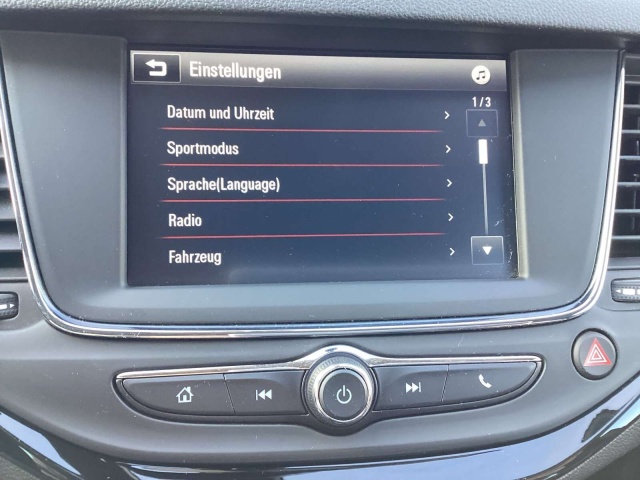 Einstellungen
1/3
Datum und Uhrzeit
Sportmodus
Sprache(Language)
Radio
Fahrzeug